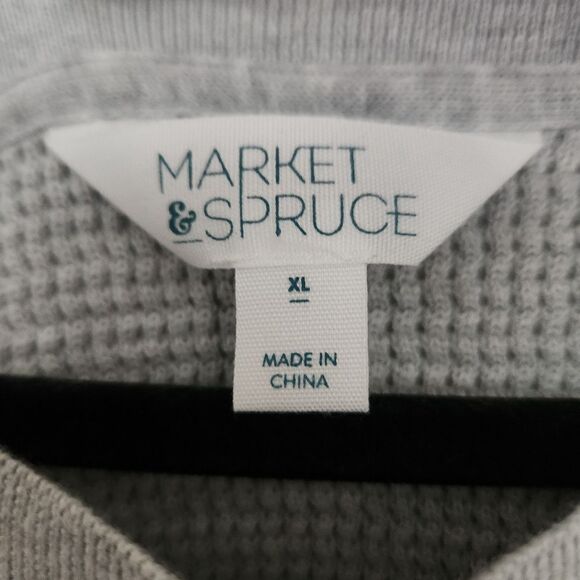 MARKET
& SPRUCE
XL
MADE IN
CHINA